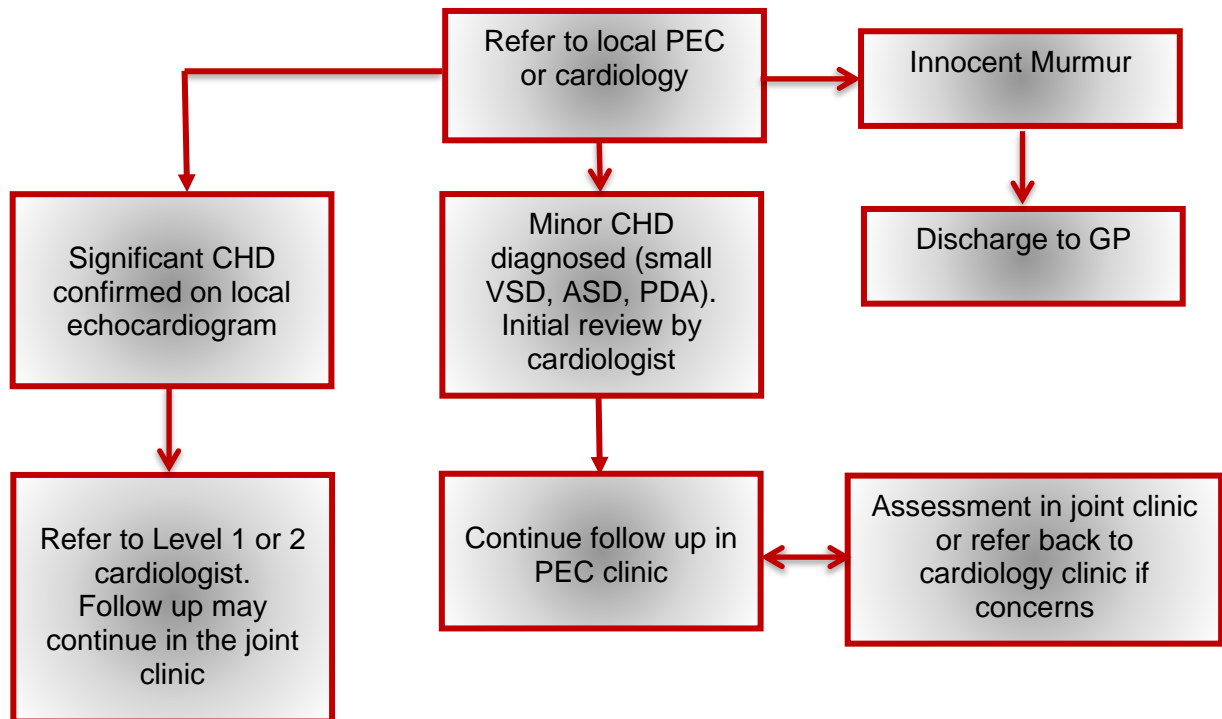 Refer to local PEC
or cardiology
Innocent Murmur
Discharge to GP
Significant CHD
confirmed on local
echocardiogram
Minor CHD
diagnosed (small
VSD, ASD, PDA).
Initial review by
cardiologist
Refer to Level 1 or 2
cardiologist.
Follow up may
continue in the joint
clinic
Continue follow up in
PEC clinic
Assessment in joint clinic
or refer back to
cardiology clinic if
concerns